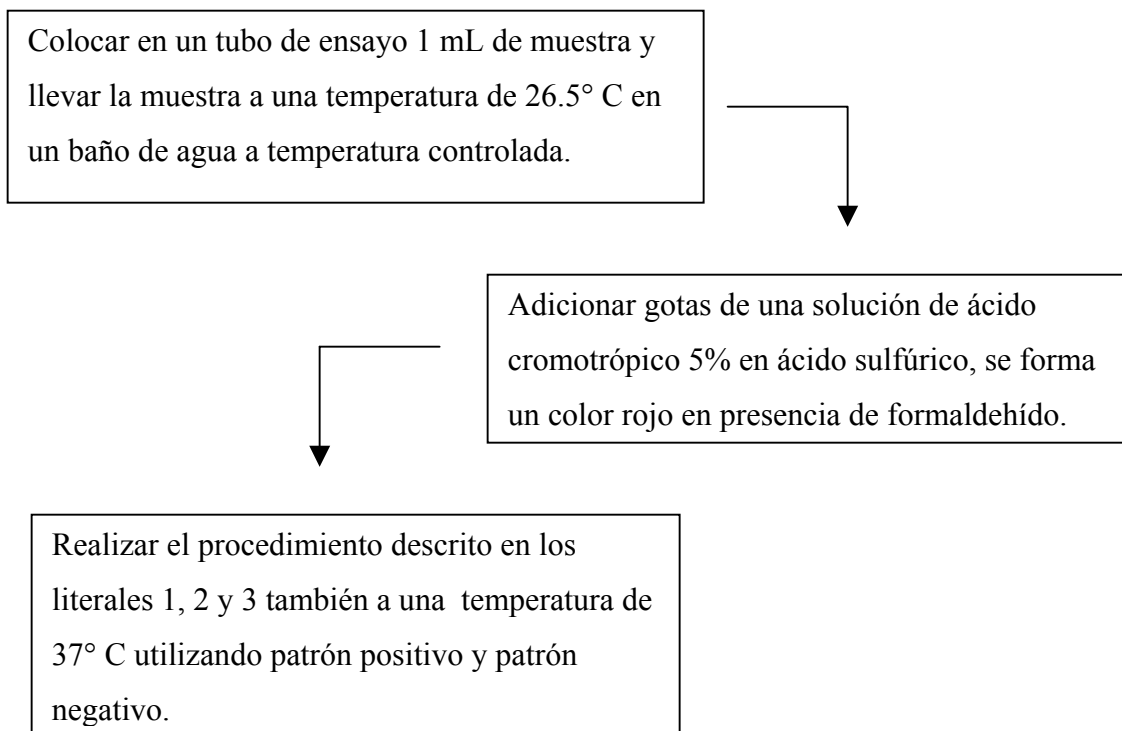 Colocar en un tubo de ensayo 1 mL de muestra y
llevar la muestra a una temperatura de 26.5° C en
un baño de agua a temperatura controlada.
Adicionar gotas de una solución de ácido
cromotrópico 5% en ácido sulfúrico, se forma
un color rojo en presencia de formaldehído.
Realizar el procedimiento descrito en los
literales 1, 2 y 3 también a una temperatura de
37° C utilizando patrón positivo y patrón
negativo.